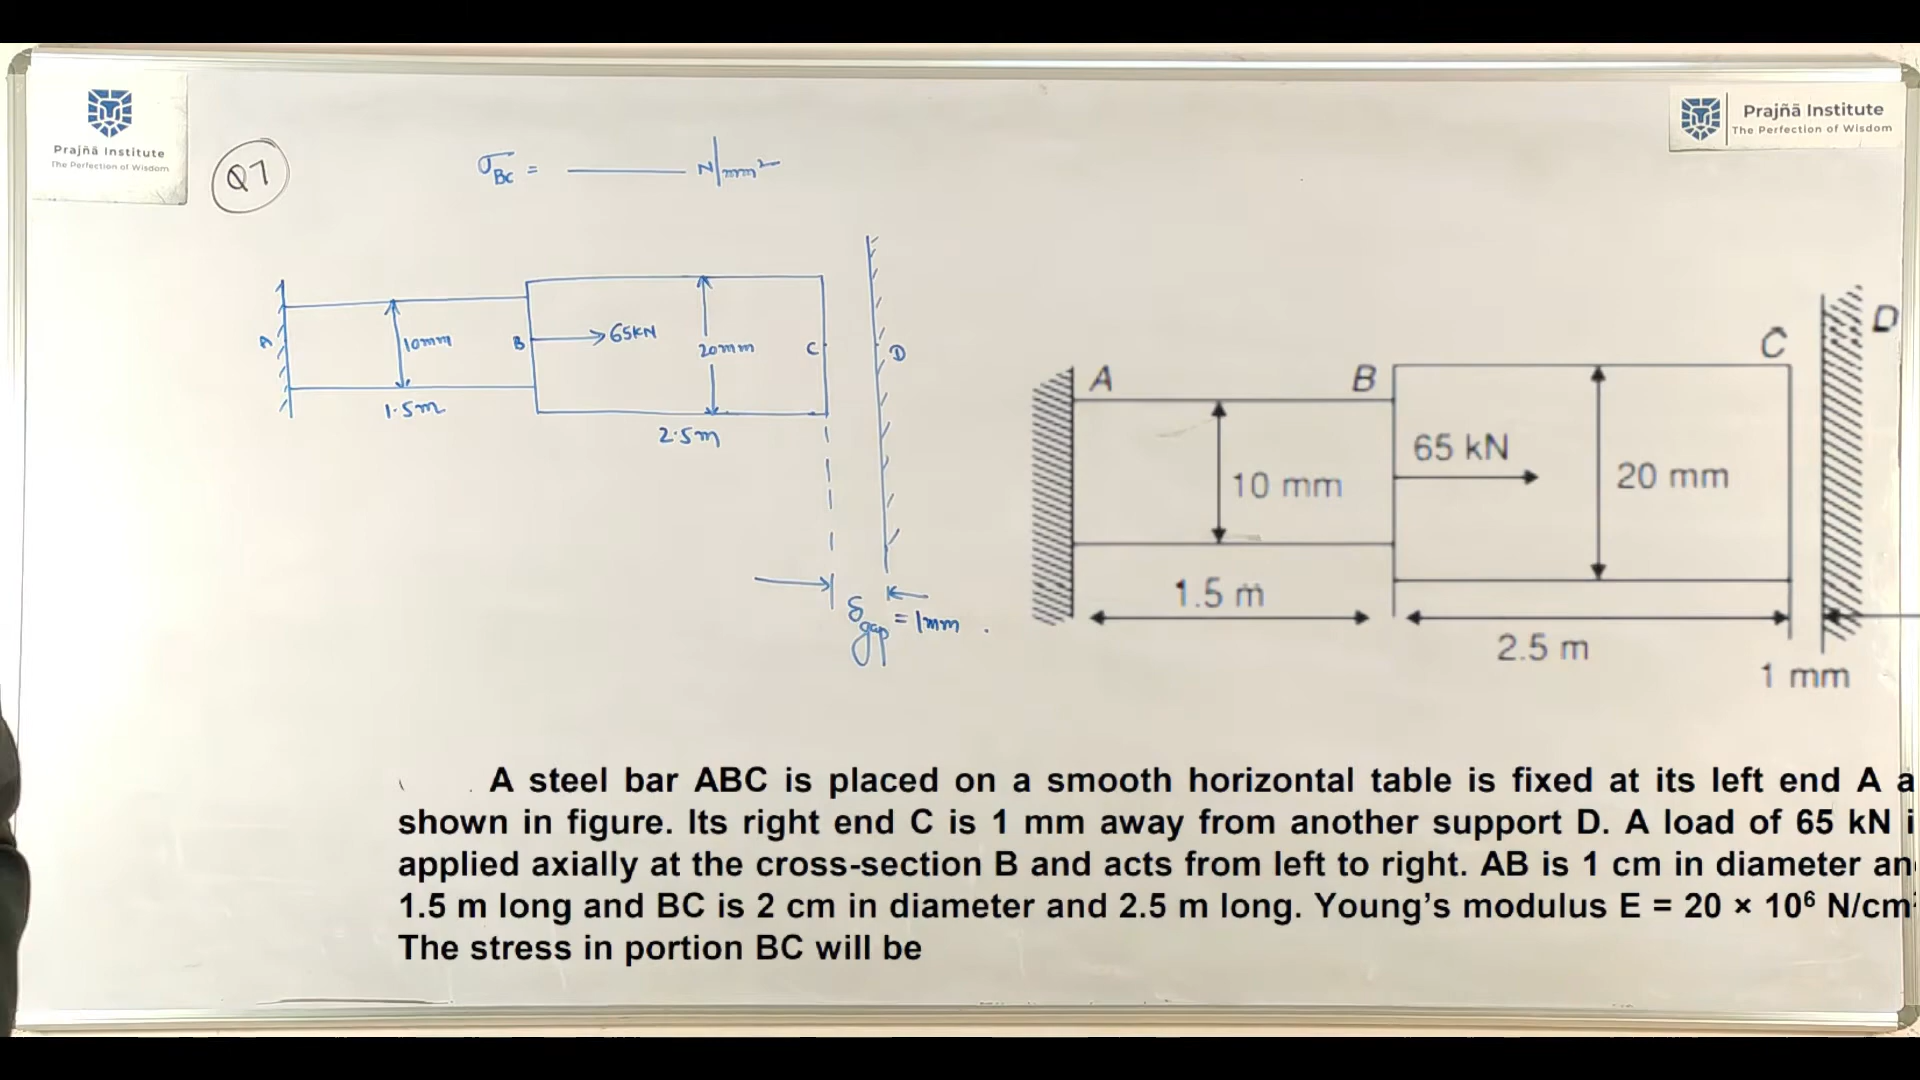 Prajñā Institute
The Perfection of Wisdom
Prajñā Institute
The Perfection of Wisdom
Q7
σBC = ______ N/mm²
A
10mm
1.5m
B
65KN
20mm
2.5m
C
D
δgap = 1mm.
A
B
C
D
10 mm
65 kN
20 mm
1.5 m
2.5 m
1 mm
A steel bar ABC is placed on a smooth horizontal table is fixed at its left end A a
shown in figure. Its right end C is 1 mm away from another support D. A load of 65 kN i
applied axially at the cross-section B and acts from left to right. AB is 1 cm in diameter an
1.5 m long and BC is 2 cm in diameter and 2.5 m long. Young's modulus E = 20 × 10⁶ N/cm²
The stress in portion BC will be